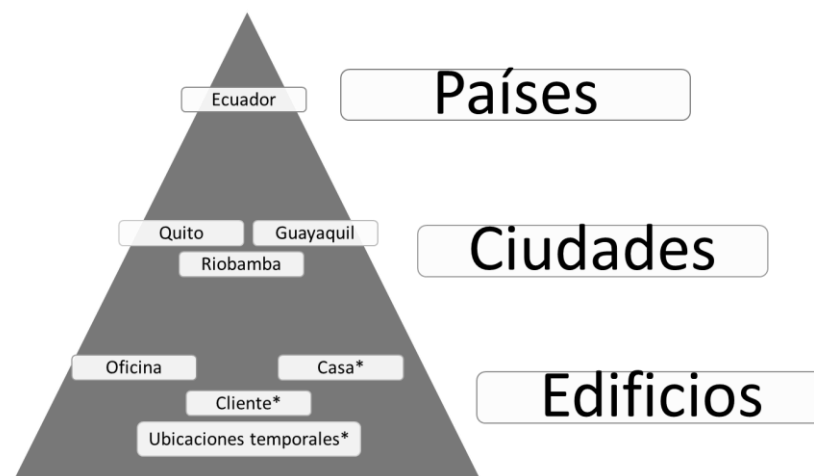 Ecuador
Países
Quito
Guayaquil
Riobamba
Ciudades
Oficina
Casa*
Cliente*
Edificios
Ubicaciones temporales*